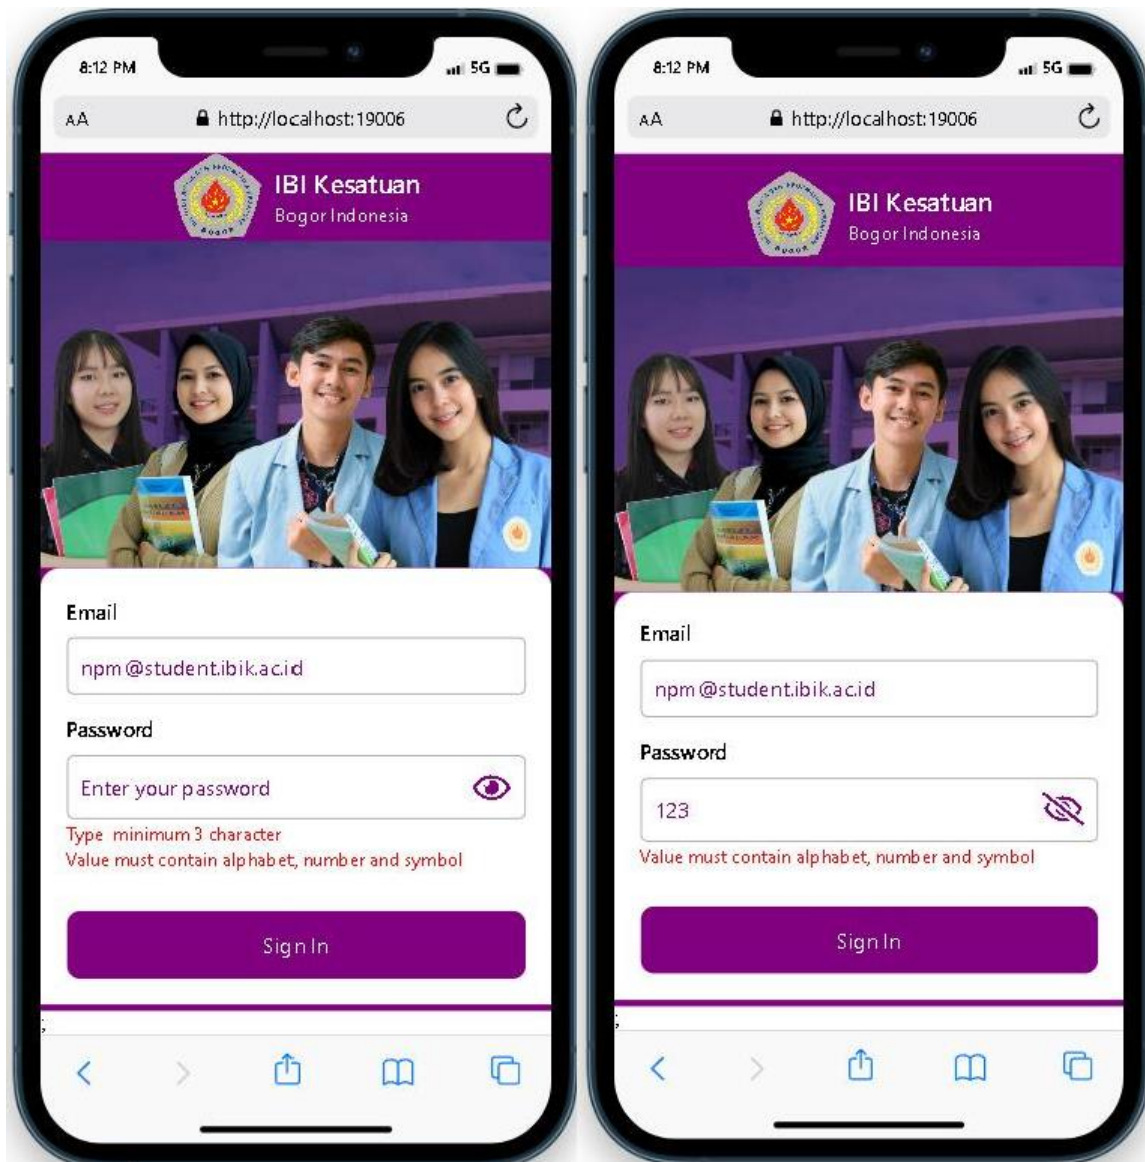 8:12 PM
5G
AA
http://localhost:19006
IBI Kesatuan
Bogor Indonesia
Email
npm@student.ibik.ac.id
Password
Enter your password
Type minimum 3 character
Value must contain alphabet, number and symbol
Sign In
;
8:12 PM
5G
AA
http://localhost:19006
BOGOR
IBI Kesatuan
Bogor Indonesia
Email
npm@student.ibik.ac.id
Password
123
Value must contain alphabet, number and symbol
Sign In
;